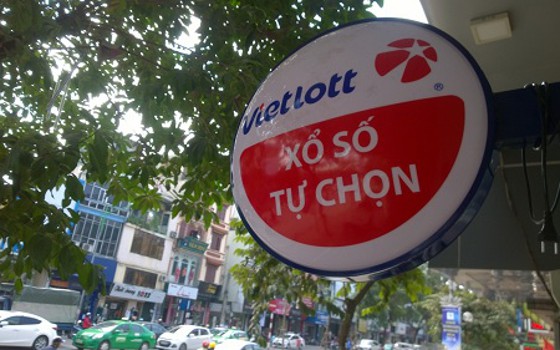 Vietlott
®
XỔ SỐ
TỰ CHỌN